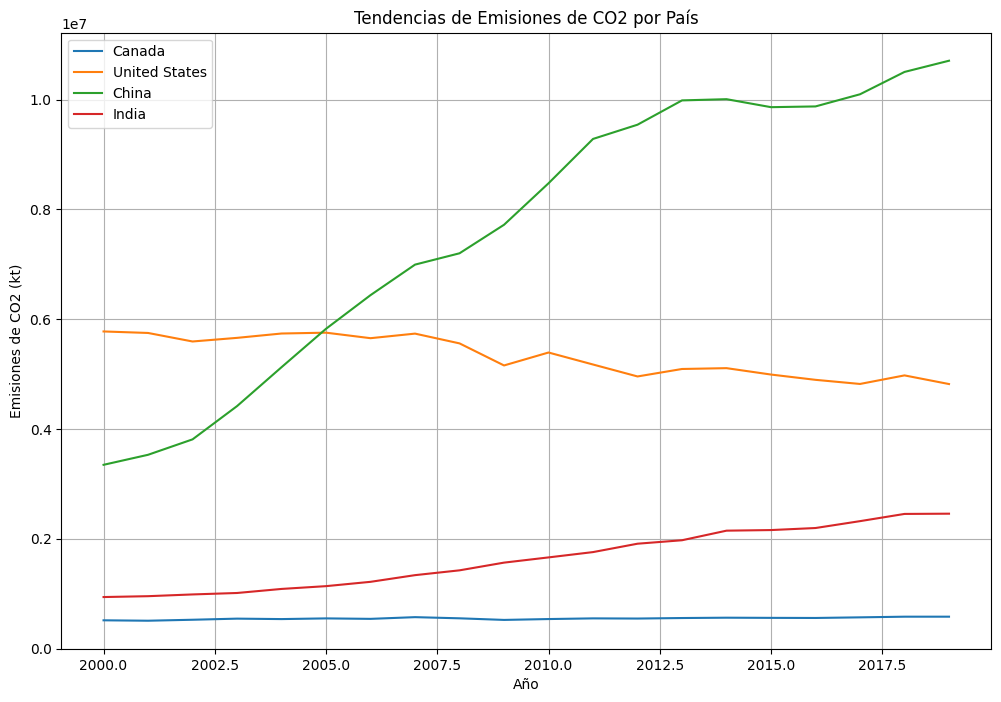 Tendencias de Emisiones de CO2 por País
1e7
Canada
United States
China
India
1.0
0.8
0.6
0.4
0.2
0.0
Emisiones de CO2 (kt)
2000.0 2002.5 2005.0 2007.5 2010.0 2012.5 2015.0 2017.5
Año